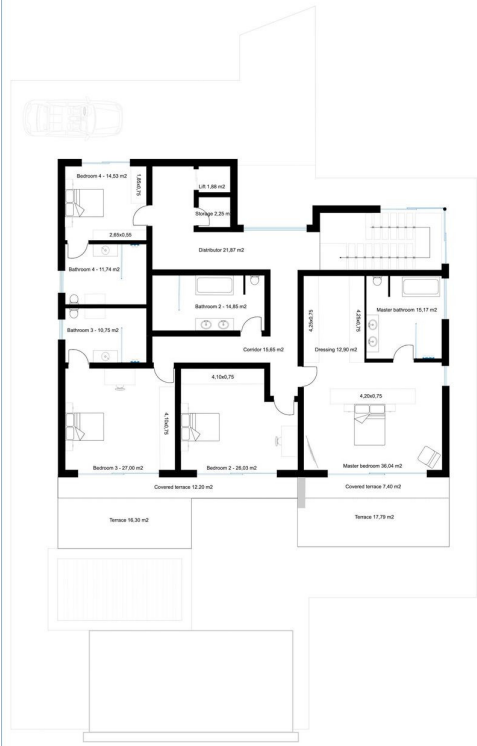 Bedroom 4 - 14,53 m2
1,85x0,75
Lift 1,88 m2
Storage 2,25 m
2,65x0,55
Distributor 21,87 m2
Bathroom 4 - 11,74 m2
Bathroom 2 - 14,85 m2
Master bathroom 15,17 m2
4,25x0,75
4,25x0,75
Bathroom 3 - 10,75 m2
Corridor 15,65 m2
Dressing 12,90 m2
4,10x0,75
4,20x0,75
4,10x0,75
Bedroom 3 - 27,00 m2
Bedroom 2 - 26,03 m2
Master bedroom 36,04 m2
Covered terrace 12,20 m2
Covered terrace 7,40 m2
Terrace 16,30 m2
Terrace 17,79 m2